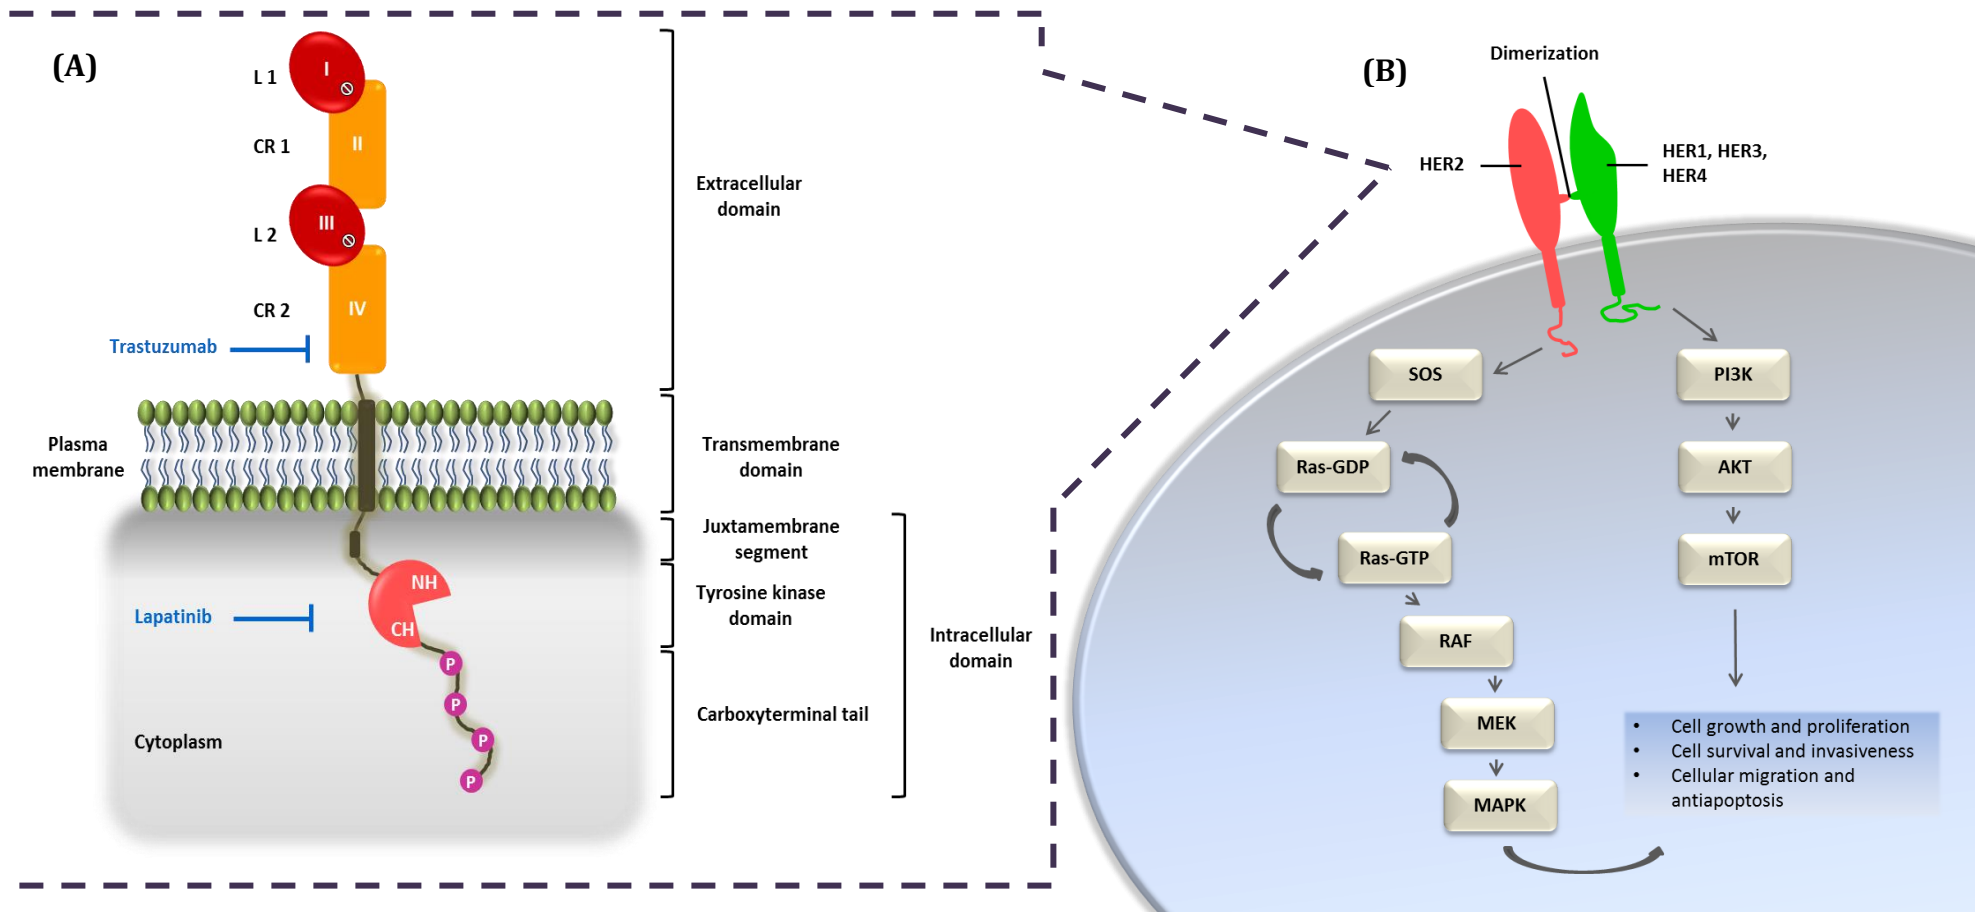 (A)
L 1
I
CR 1
II
L 2
III
CR 2
IV
Trastuzumab
Extracellular
domain
Plasma
membrane
Transmembrane
domain
Juxtamembrane
segment
NH
CH
Tyrosine kinase
domain
Lapatinib
Intracellular
domain
P
P
P
P
Carboxyterminal tail
Cytoplasm
(B)
Dimerization
HER2
HER1, HER3,
HER4
SOS
PI3K
Ras-GDP
AKT
Ras-GTP
mTOR
RAF
MEK
MAPK
• Cell growth and proliferation
• Cell survival and invasiveness
• Cellular migration and
antiapoptosis